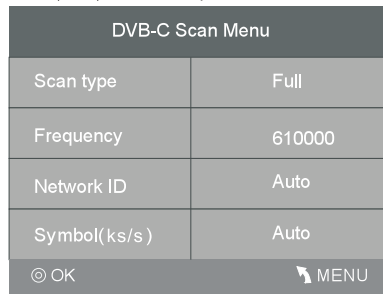 DVB-C Scan Menu
Scan type Full
Frequency 610000
Network ID Auto
Symbol(ks/s) Auto
OK MENU